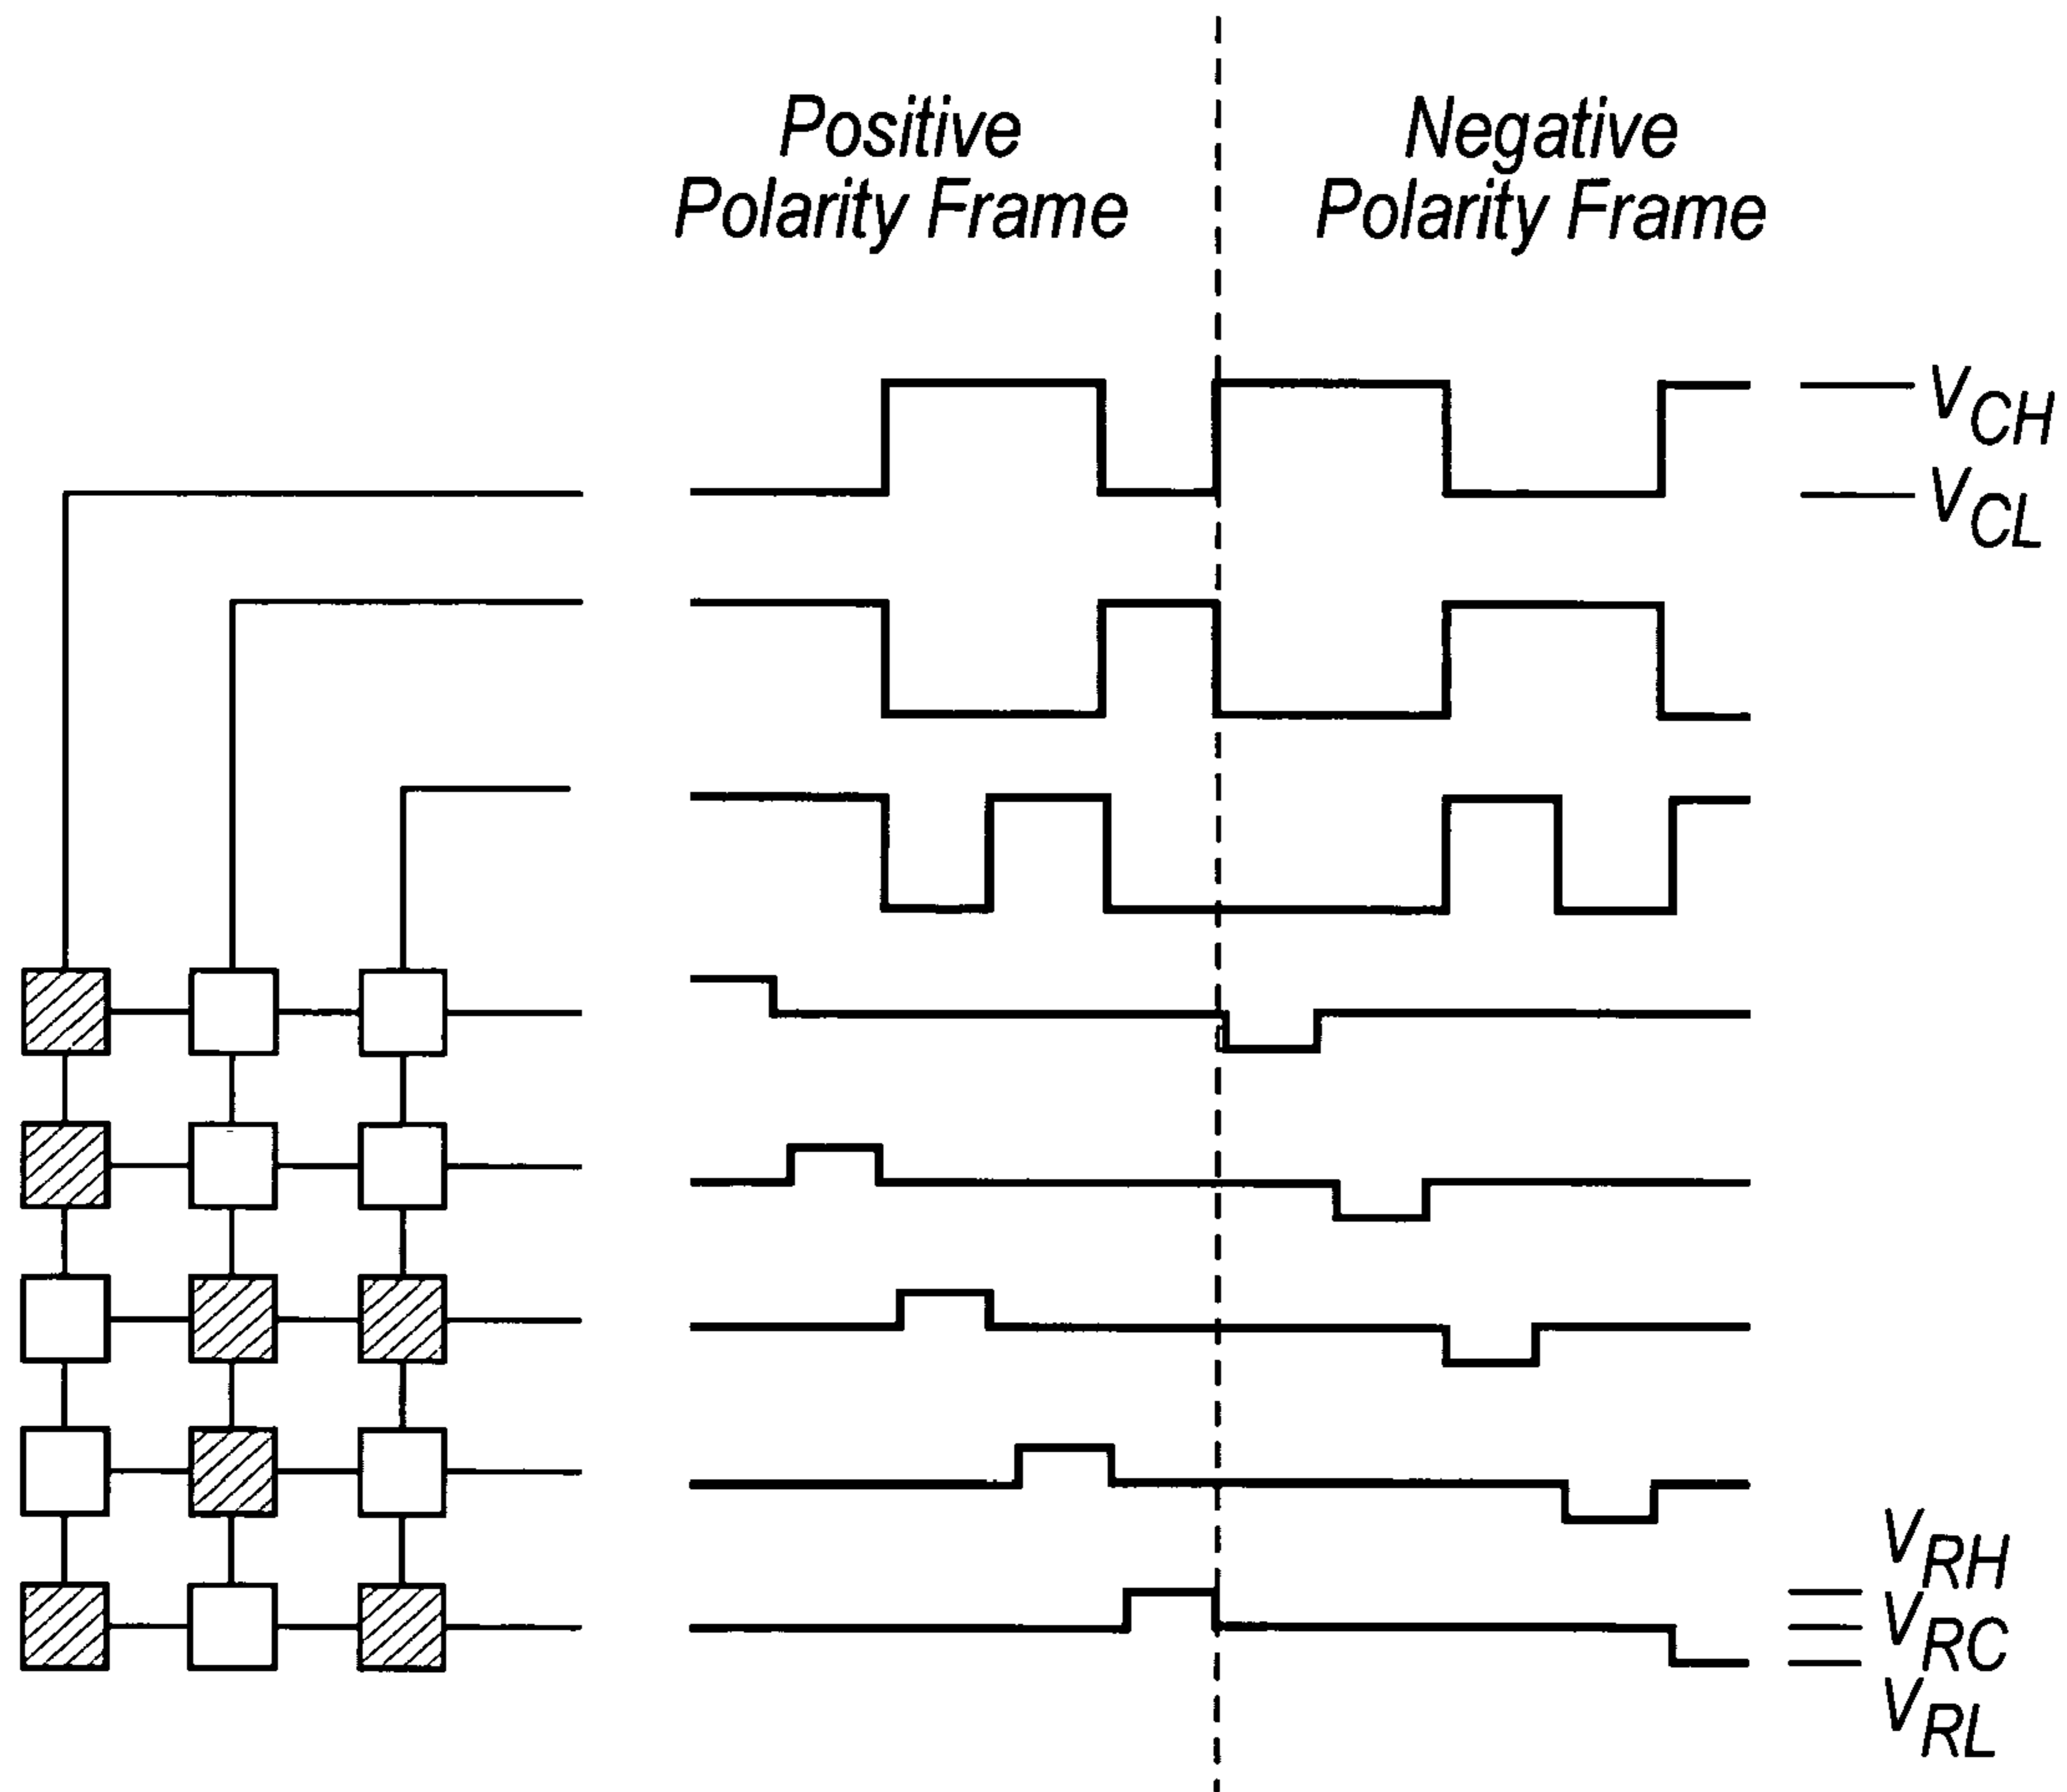 Positive
Polarity Frame
Negative
Polarity Frame
VCH
VCL
VRH
VRC
VRL